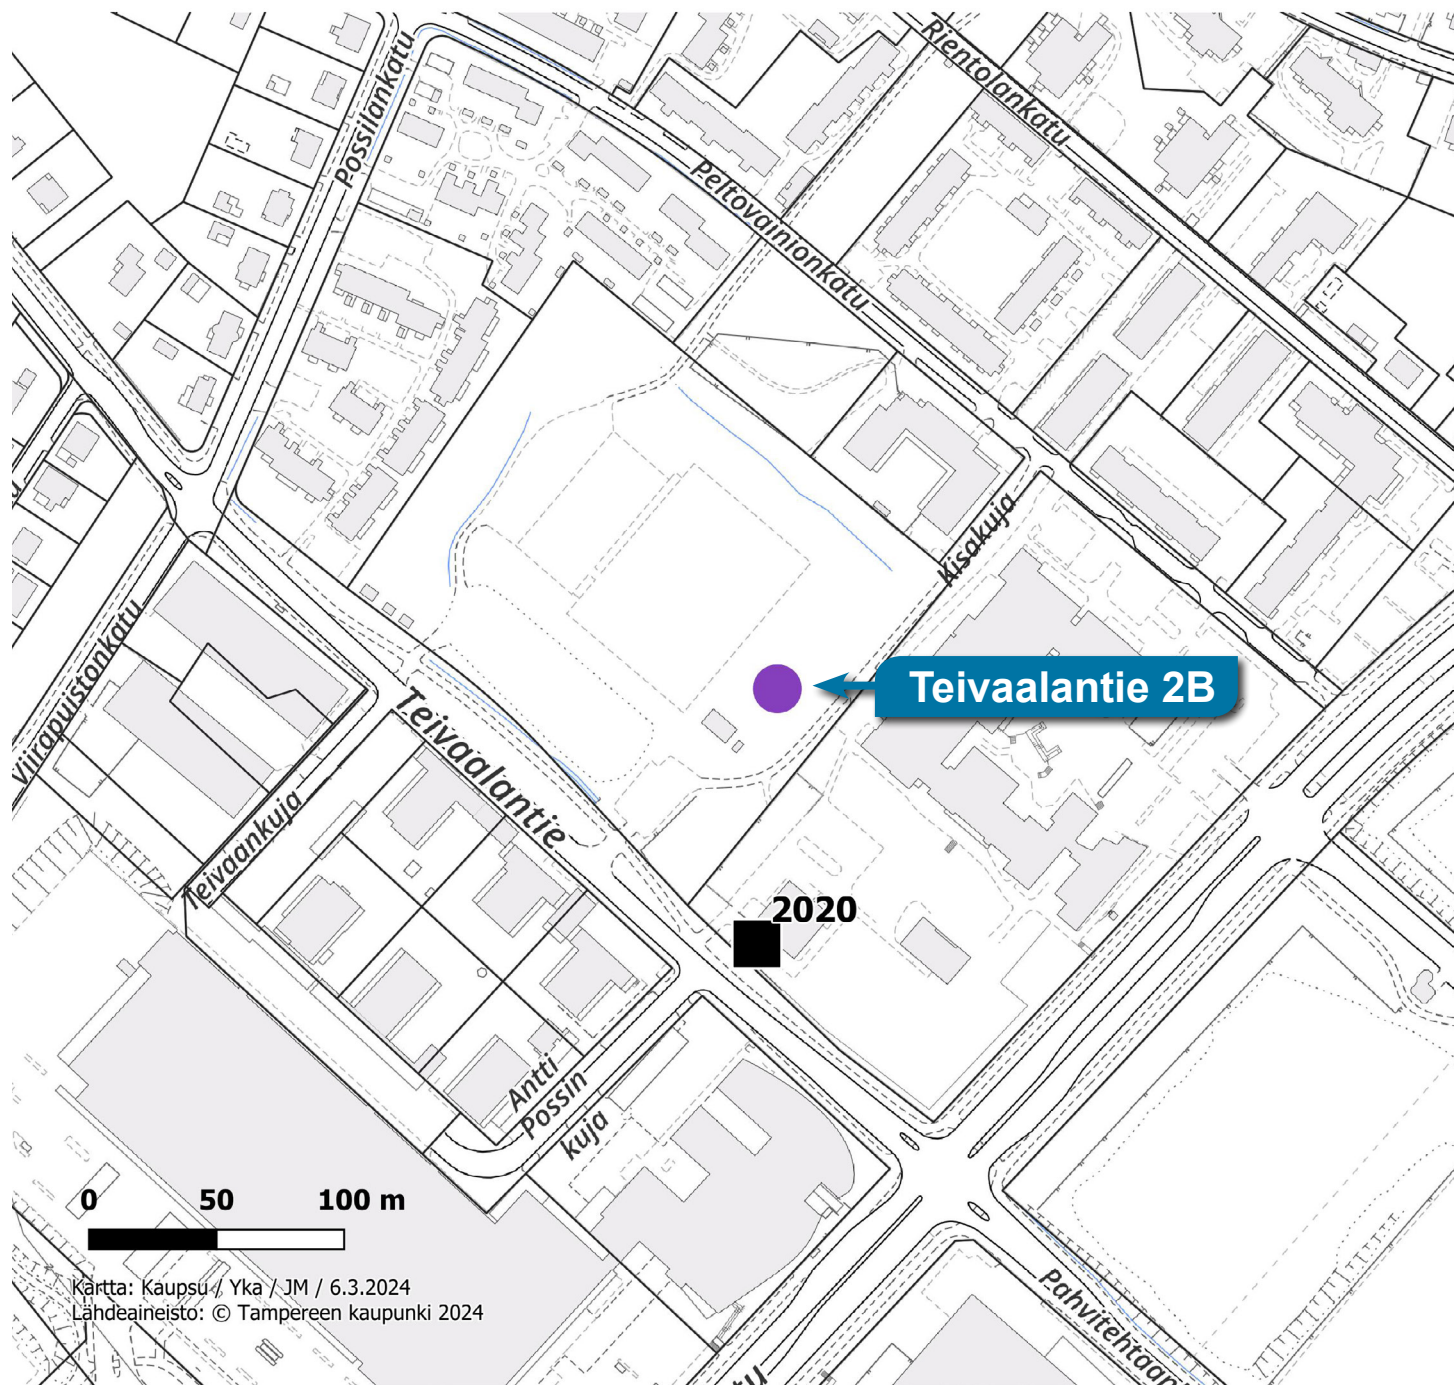 Rientolankatu
Possilankatu
Peltovainionkatu
Kisakuja
Teivaalantie 2B
Viirapuistonkatu
Teivaalantie
Teivaankuja
2020
Antti
Possin
kuja
0 50 100 m
Kartta: Kaupsu / Yka / JM / 6.3.2024
Lähdeaineisto: © Tampereen kaupunki 2024
Pahvitehtaan